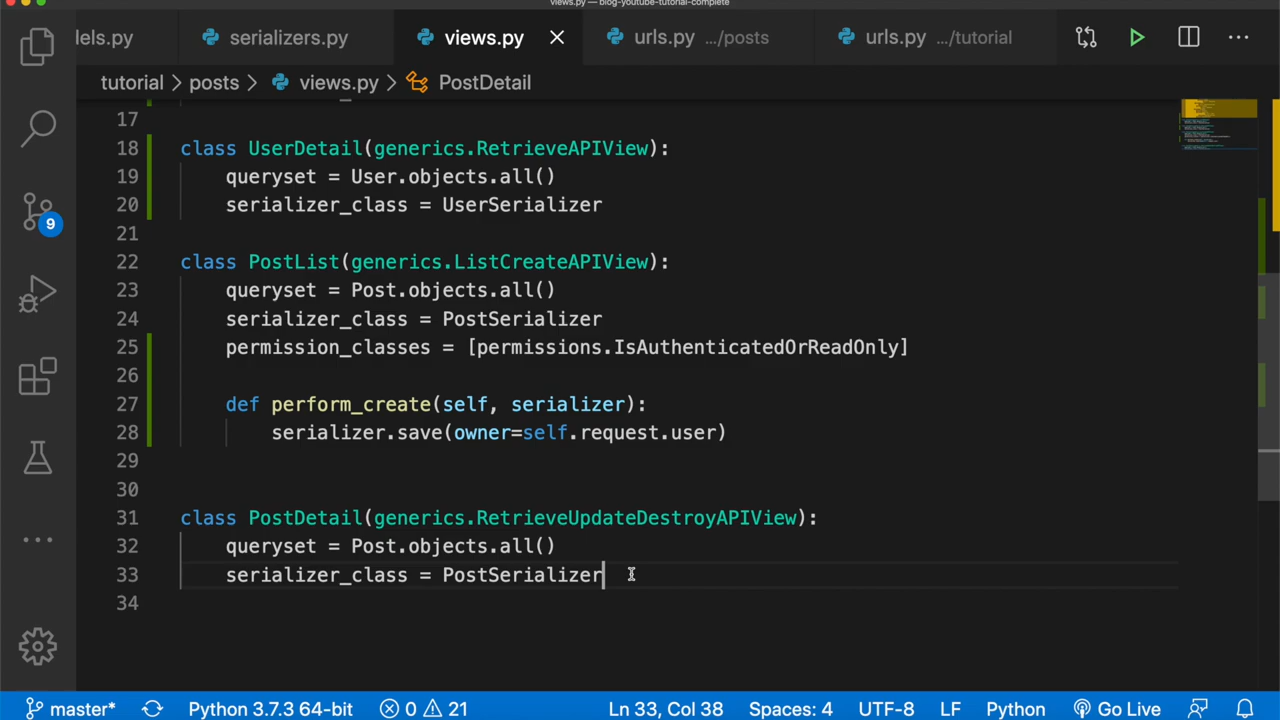 views.py — blog-youtube-tutorial-complete
dels.py serializers.py views.py urls.py .../posts urls.py .../tutorial
tutorial > posts > views.py > PostDetail
17
18 class UserDetail(generics.RetrieveAPIView):
19 queryset = User.objects.all()
20 serializer_class = UserSerializer
21
22 class PostList(generics.ListCreateAPIView):
23 queryset = Post.objects.all()
24 serializer_class = PostSerializer
25 permission_classes = [permissions.IsAuthenticatedOrReadOnly]
26
27 def perform_create(self, serializer):
28 serializer.save(owner=self.request.user)
29
30
31 class PostDetail(generics.RetrieveUpdateDestroyAPIView):
32 queryset = Post.objects.all()
33 serializer_class = PostSerializer
34
9
master* Python 3.7.3 64-bit 0 21 Ln 33, Col 38 Spaces: 4 UTF-8 LF Python Go Live